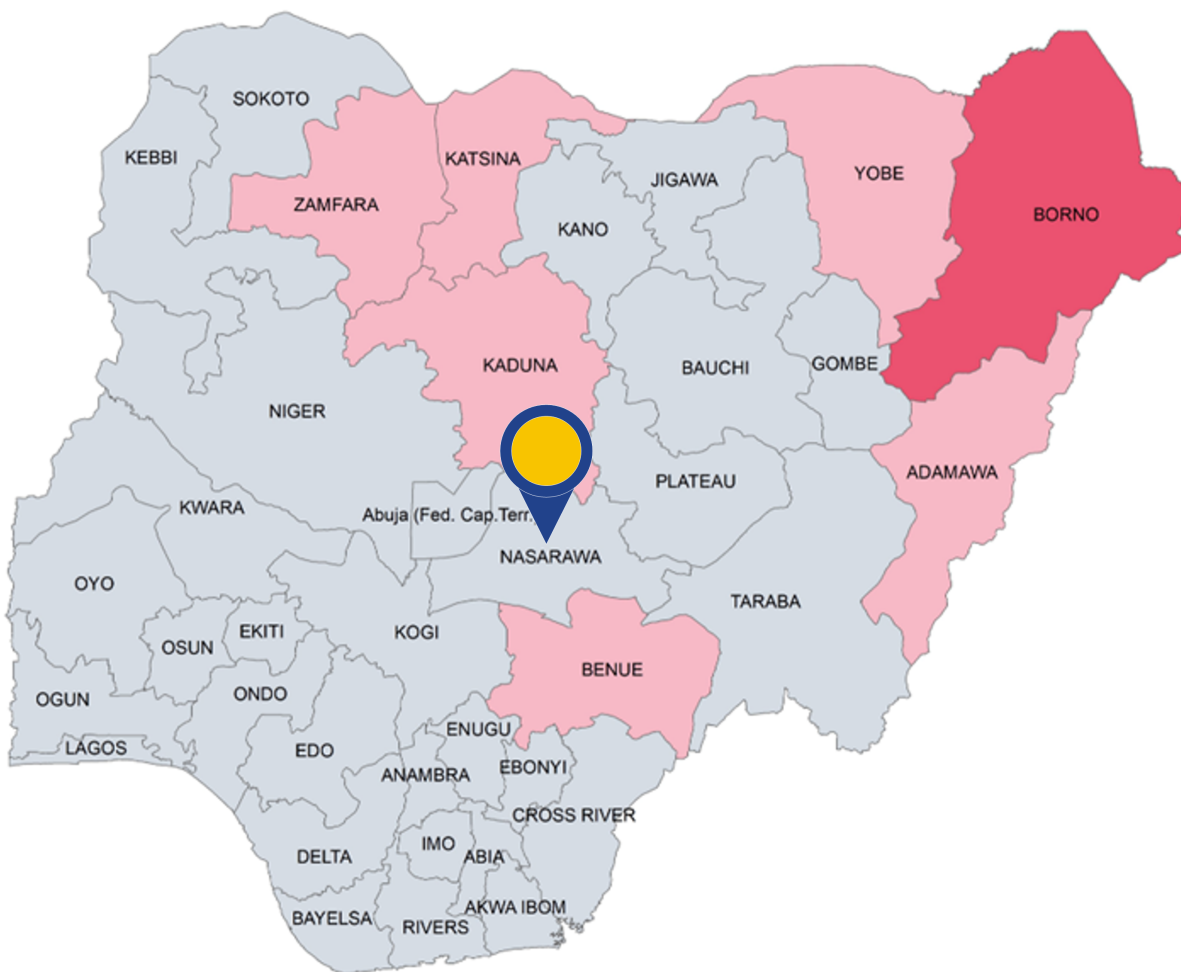 SOKOTO
KEBBI
KATSINA
ZAMFARA
JIGAWA
YOBE
KANO
BORNO
KADUNA
BAUCHI
GOMBE
NIGER
ADAMAWA
PLATEAU
KWARA
Abuja (Fed. Cap.Terr.)
NASARAWA
OYO
TARABA
EKITI
KOGI
OSUN
BENUE
ONDO
OGUN
ENUGU
LAGOS
EDO
EBONYI
ANAMBRA
CROSS RIVER
IMO
DELTA
ABIA
AKWA IBOM
BAYELSA
RIVERS